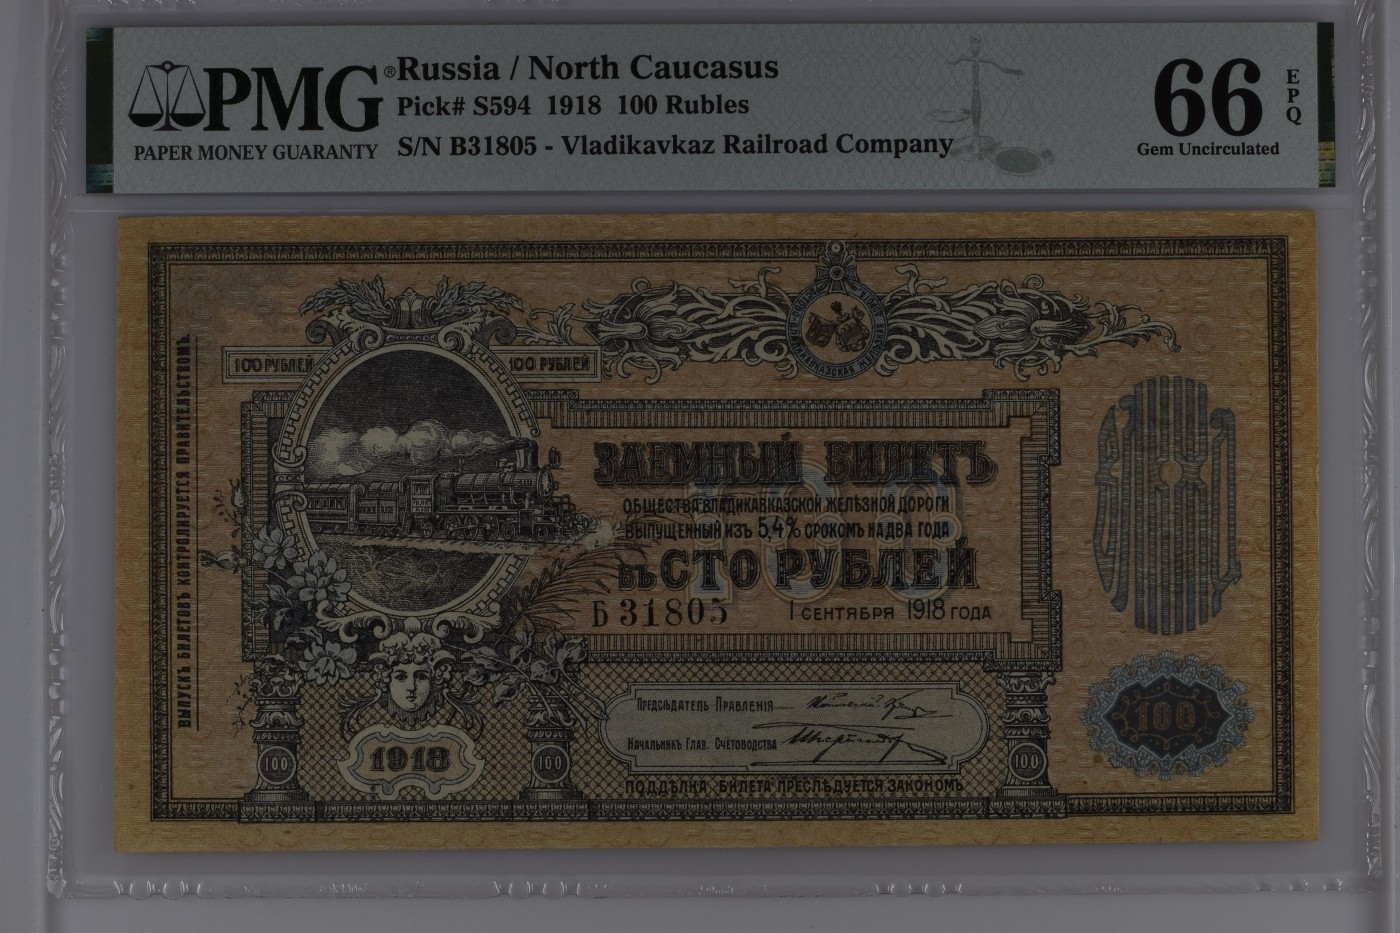 PMG®
PAPER MONEY GUARANTY
Russia / North Caucasus
Pick# S594 1918 100 Rubles
S/N B31805 - Vladikavkaz Railroad Company
66
EPQ
Gem Uncirculated
100 РУБЛЕЙ 100 РУБЛЕЙ
ВЫПУСКЪ БИЛЕТОВЪ КОНТРОЛИРУЕТСЯ ПРАВИТЕЛЬСТВОМЪ.
ЗАЕМНЫЙ БИЛЕТЪ
100
ОБЩЕСТВА ВЛАДИКАВКАЗСКОЙ ЖЕЛѢЗНОЙ ДОРОГИ
ВЫПУЩЕННЫЙ ИЗЪ 5,4% СРОКОМЪ НА ДВА ГОДА
ВЪ СТО РУБЛЕЙ
Б 31805
1 СЕНТЯБРЯ 1918 ГОДА
ПРЕДСѢДАТЕЛЬ ПРАВЛЕНІЯ
НАЧАЛЬНИКЪ ГЛАВ. СЧЕТОВОДСТВА
ПОДДѢЛКА БИЛЕТА ПРЕСЛѢДУЕТСЯ ЗАКОНОМЪ
100 1918 100 100
100